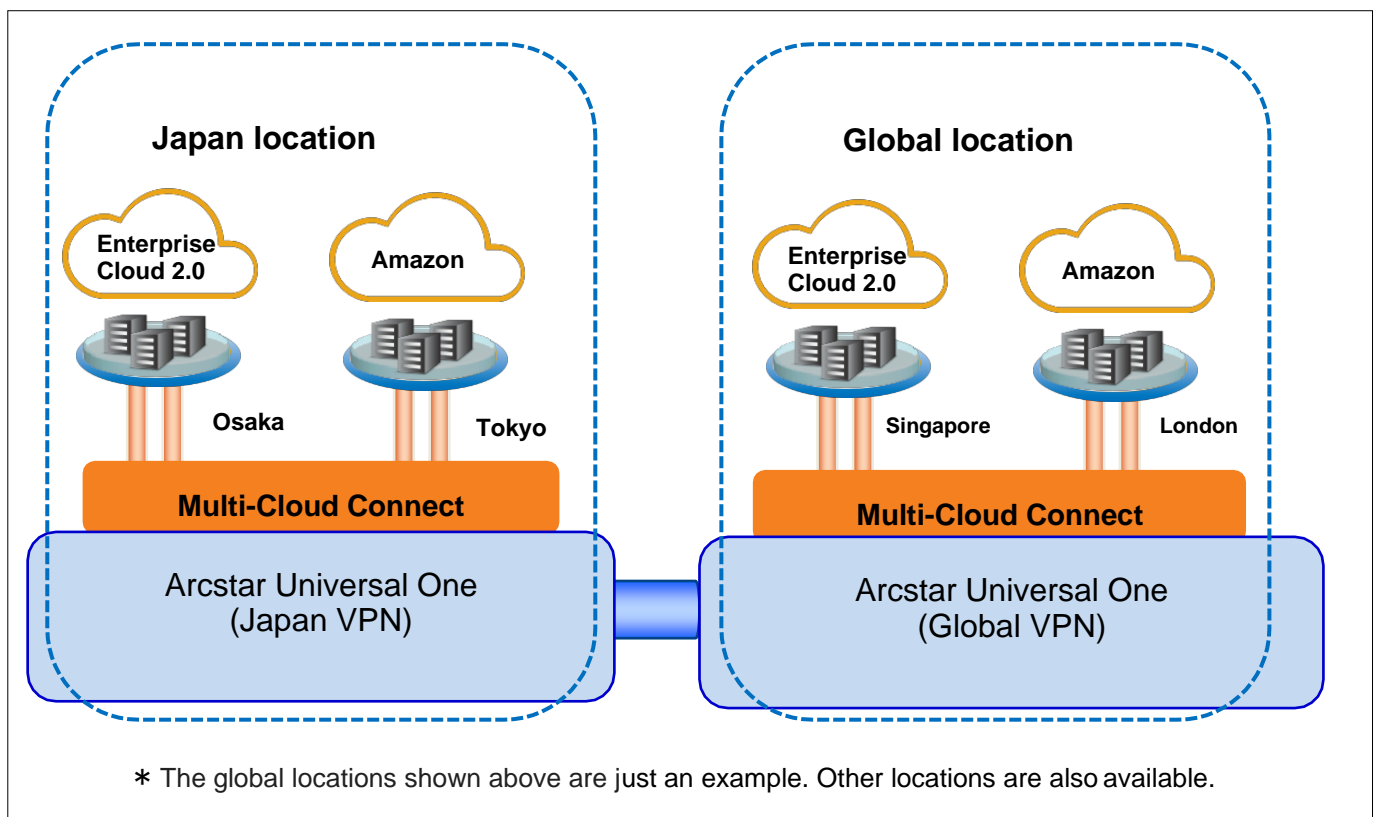 Japan location
Enterprise
Cloud 2.0
Amazon
Osaka
Tokyo
Multi-Cloud Connect
Arcstar Universal One
(Japan VPN)
Global location
Enterprise
Cloud 2.0
Amazon
Singapore
London
Multi-Cloud Connect
Arcstar Universal One
(Global VPN)
* The global locations shown above are just an example. Other locations are also available.